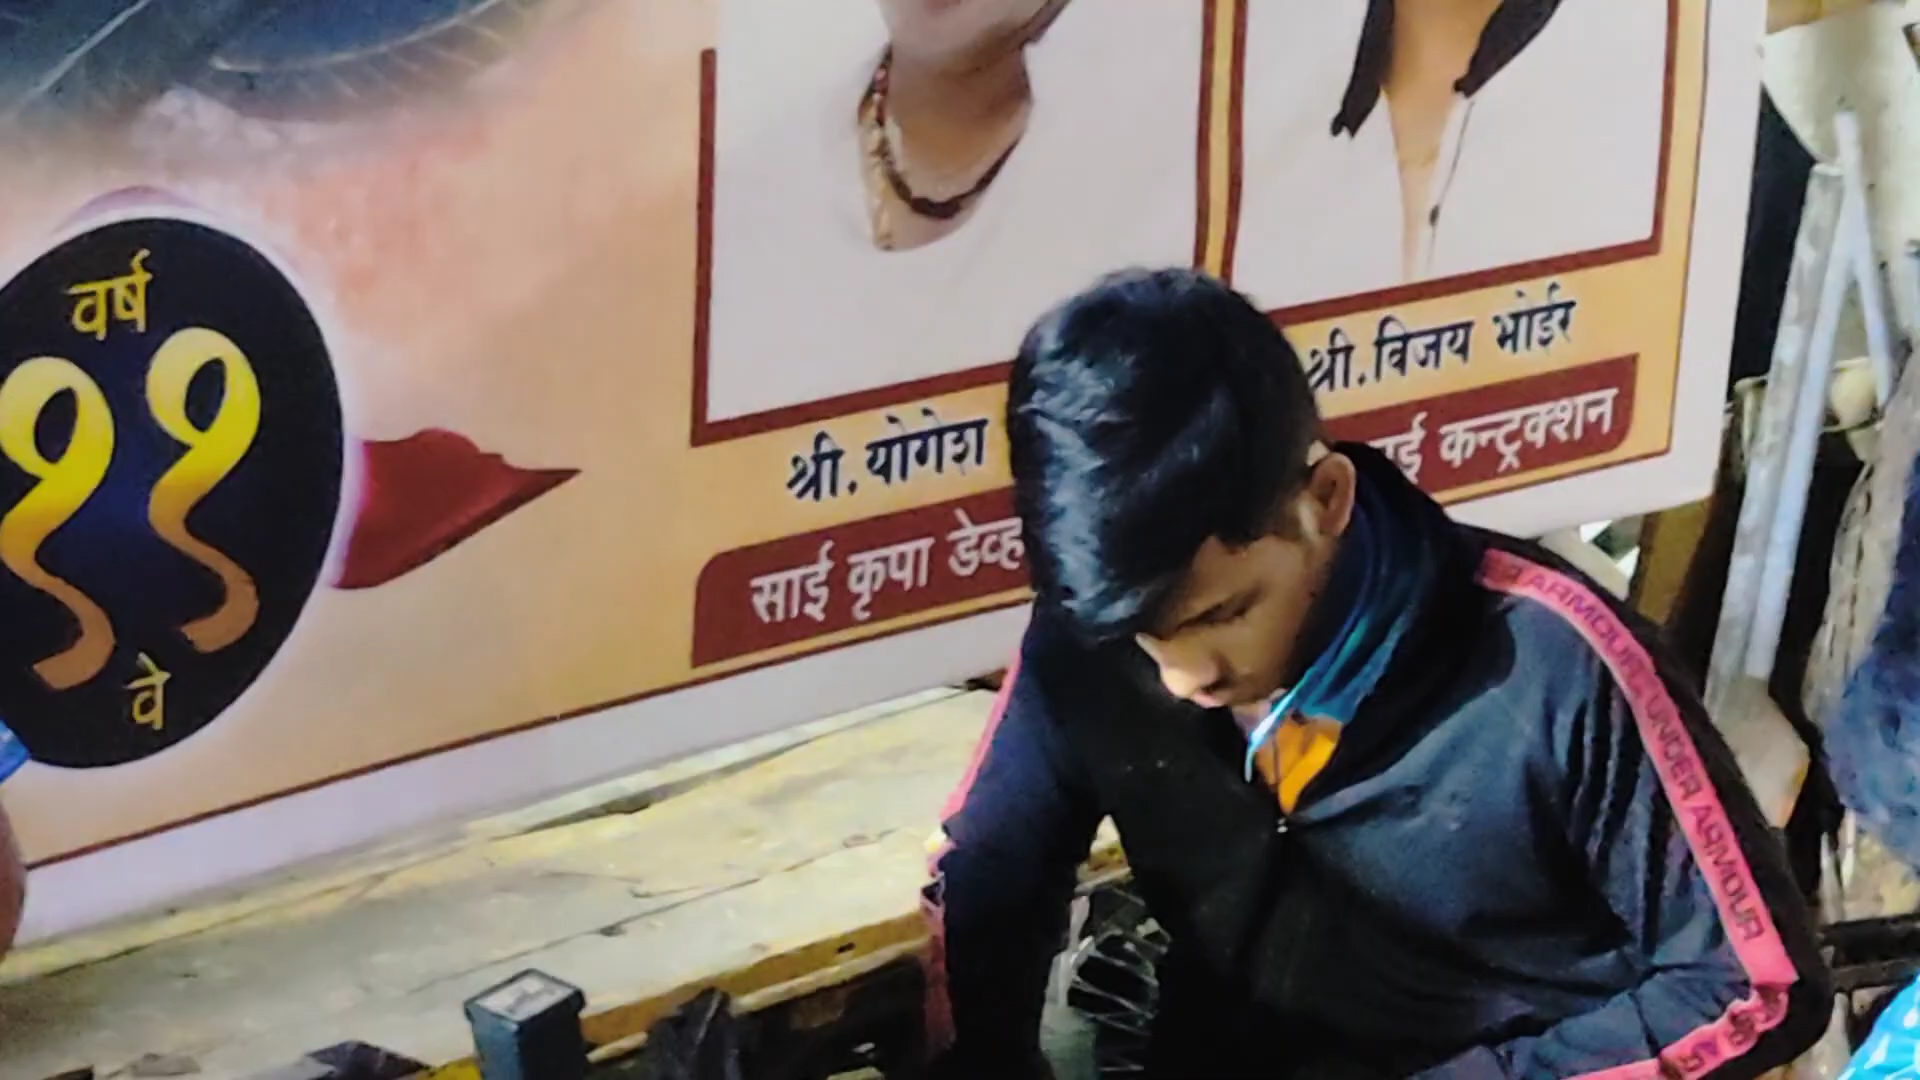 वर्ष
११
वे
श्री.योगेश
साई कृपा
श्री.विजय भोईर
कन्ट्रक्शन
ARMOUR UNDER ARMOUR